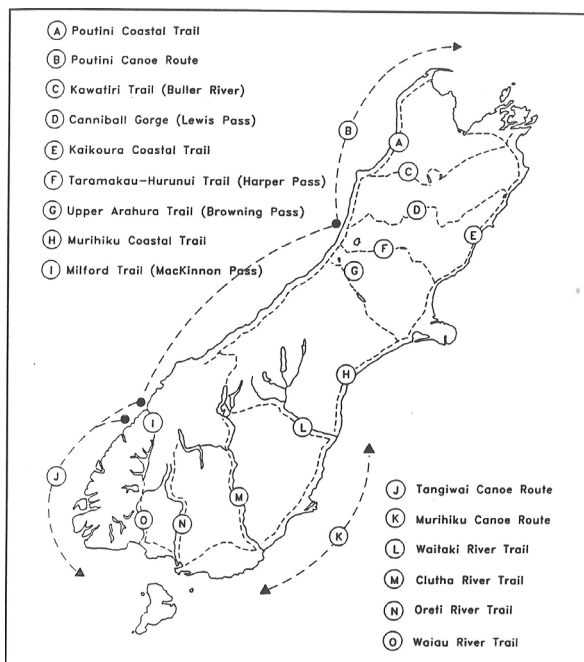 A Poutini Coastal Trail
B Poutini Canoe Route
C Kawatiri Trail (Buller River)
D Canniball Gorge (Lewis Pass)
E Kaikoura Coastal Trail
F Taramakau-Hurunui Trail (Harper Pass)
G Upper Arahura Trail (Browning Pass)
H Murihiku Coastal Trail
I Milford Trail (MacKinnon Pass)
B
A
C
D
E
F
G
H
I
L
J
M
O
N
K
J Tangiwai Canoe Route
K Murihiku Canoe Route
L Waitaki River Trail
M Clutha River Trail
N Oreti River Trail
O Waiau River Trail